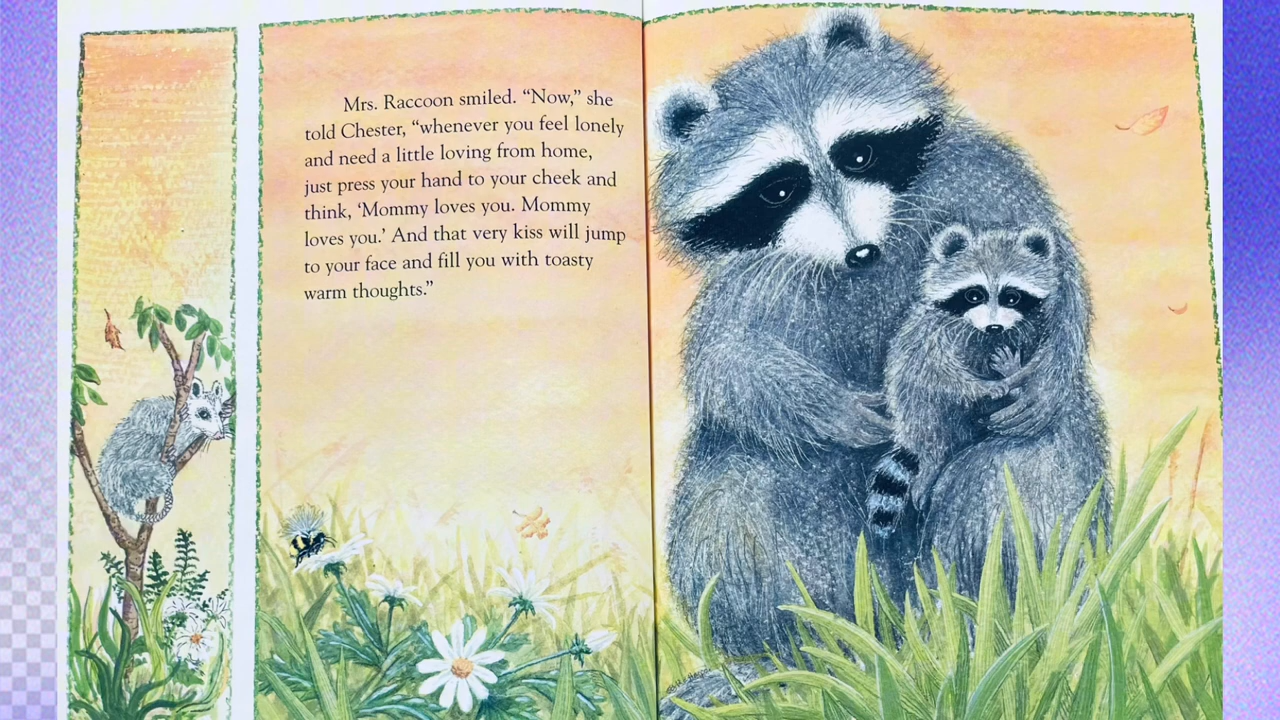 Mrs. Raccoon smiled. “Now,” she
told Chester, “whenever you feel lonely
and need a little loving from home,
just press your hand to your cheek and
think, ‘Mommy loves you. Mommy
loves you.’ And that very kiss will jump
to your face and fill you with toasty
warm thoughts.”